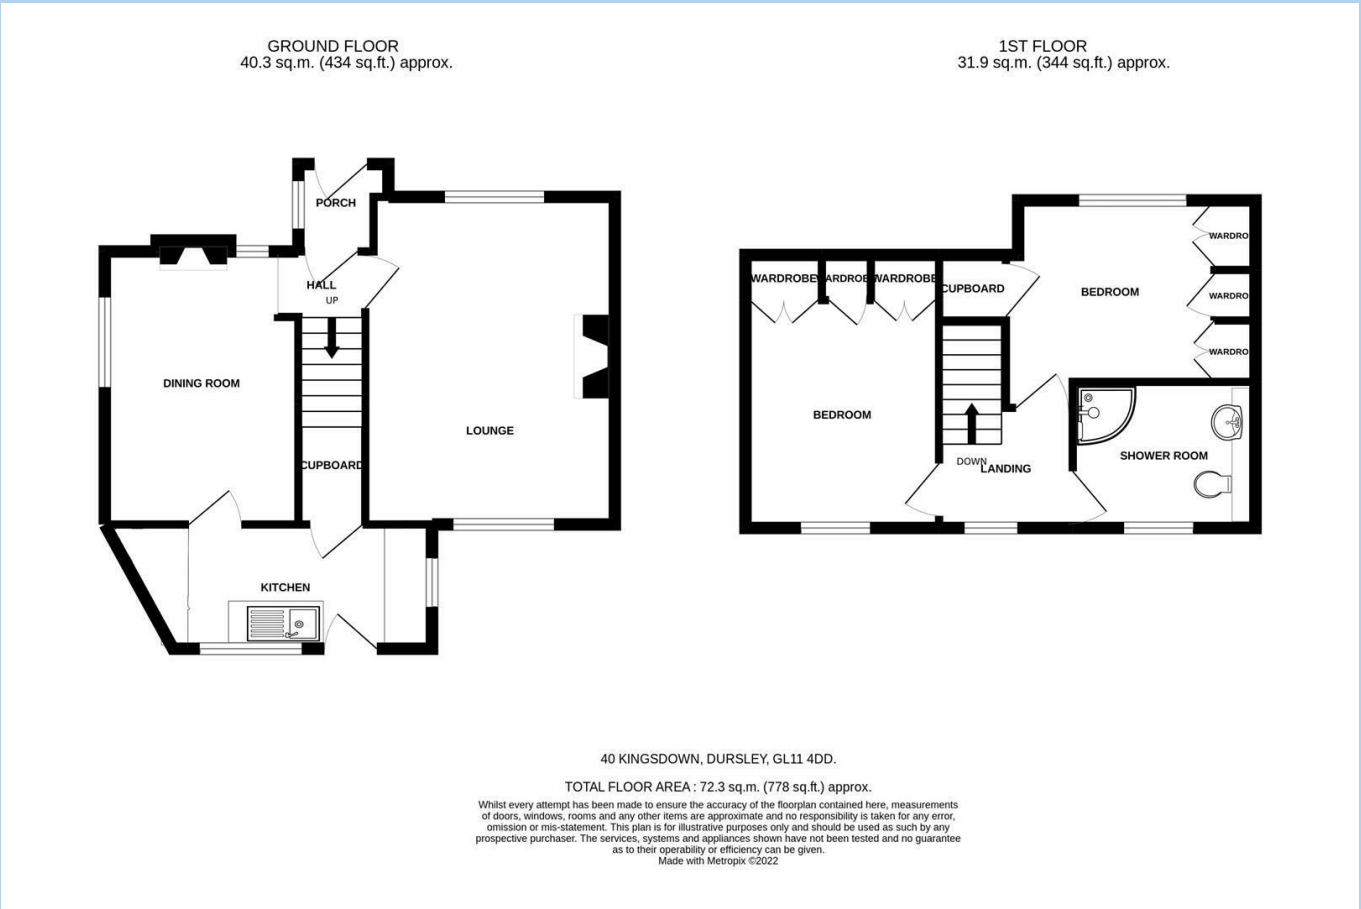 GROUND FLOOR
40.3 sq.m. (434 sq.ft.) approx.
1ST FLOOR
31.9 sq.m. (344 sq.ft.) approx.
PORCH
HALL
UP
DINING ROOM
LOUNGE
CUPBOARD
KITCHEN
WARDROBE
WARDROBE
WARDROBE
CUPBOARD
BEDROOM
WARDRO
WARDRO
WARDRO
BEDROOM
SHOWER ROOM
DOWN
LANDING
40 KINGSDOWN, DURSLEY, GL11 4DD.
TOTAL FLOOR AREA : 72.3 sq.m. (778 sq.ft.) approx.
Whilst every attempt has been made to ensure the accuracy of the floorplan contained here, measurements
of doors, windows, rooms and any other items are approximate and no responsibility is taken for any error,
omission or mis-statement. This plan is for illustrative purposes only and should be used as such by any
prospective purchaser. The services, systems and appliances shown have not been tested and no guarantee
as to their operability or efficiency can be given.
Made with Metropix ©2022